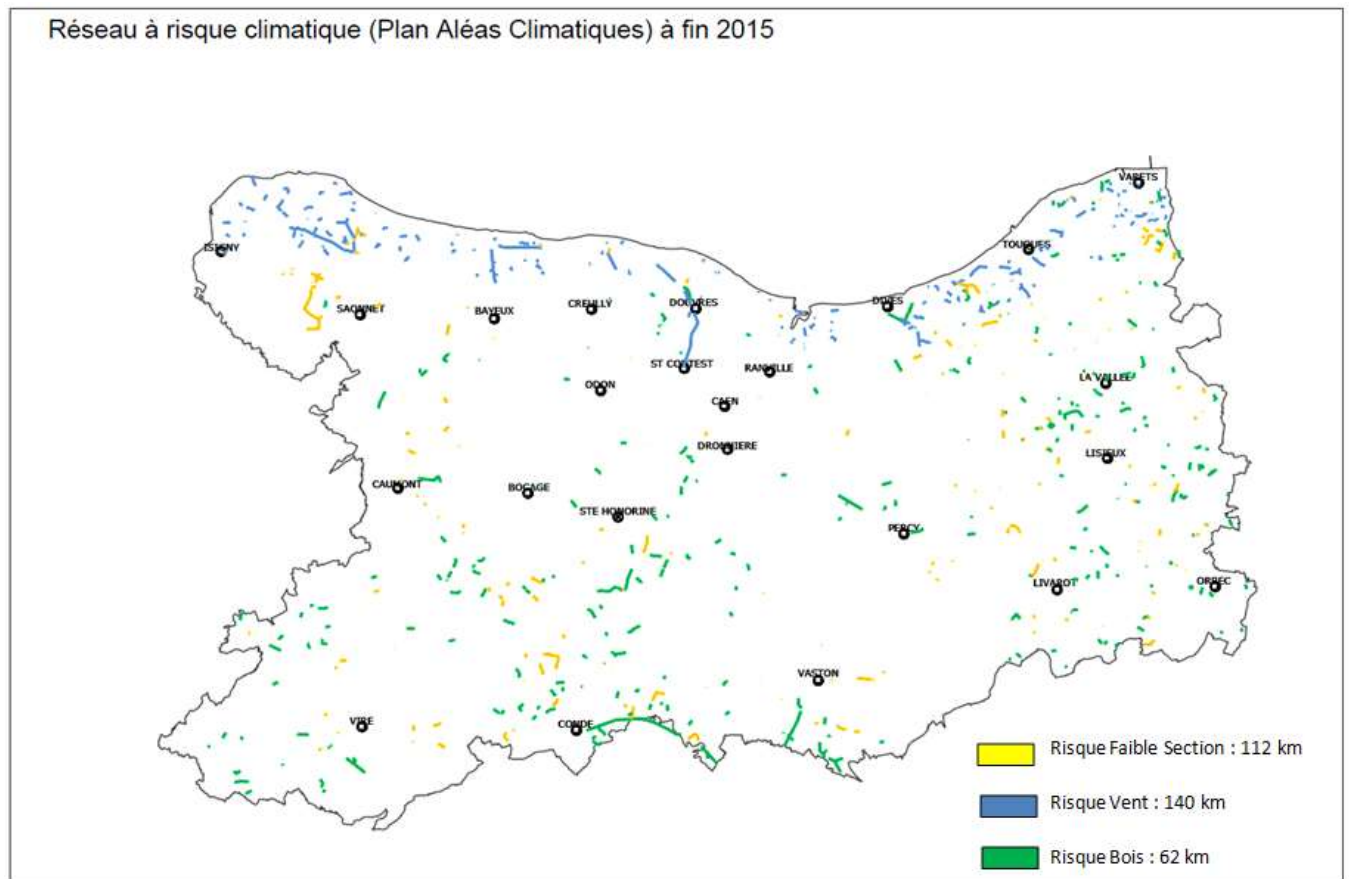 Réseau à risque climatique (Plan Aléas Climatiques) à fin 2015
VARETS
ISIGNY
TOUQUES
SAONNET
BAYEUX
CREULLY
DOUVRES
DIVES
ST CONTEST
RANVILLE
LA VALLEE
ODON
CAEN
DRONNIERE
LISIEUX
CAUMONT
BOCAGE
STE HONORINE
PERCY
LIVAROT
ORBEC
VASTON
VIRE
CONDE
Risque Faible Section : 112 km
Risque Vent : 140 km
Risque Bois : 62 km